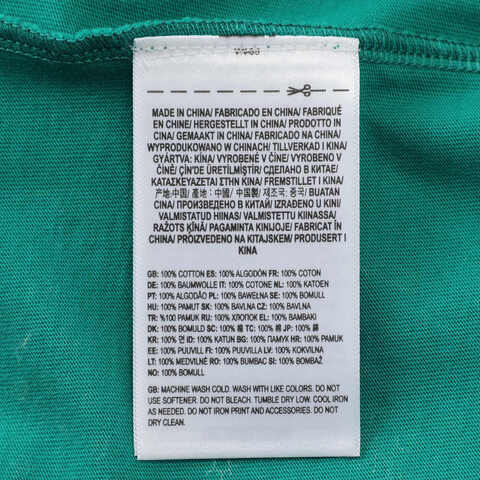 MADE IN CHINA/ FABRICADO EN CHINA/ FABRIQUÉ
EN CHINE/ HERGESTELLT IN CHINA/ PRODOTTO IN
CINA/ GEMAAKT IN CHINA/ FABRICADO NA CHINA/
WYPRODUKOWANO W CHINACH/ TILLVERKAD I KINA/
GYÁRTVA: KÍNA/ VYROBENÉ V ČÍNE/ VYROBENO V
ČÍNĚ/ ÇİN'DE ÜRETİLMİŞTİR/ СДЕЛАНО В КИТАЕ/
ΚΑΤΑΣΚΕΥΑΖΕΤΑΙ ΣΤΗΝ ΚΙΝΑ/ FREMSTILLET I KINA/
地: 中国/ 產地: 中國/ 中国製/ 제조국: 중국/ BUATAN
CINA/ ПРОИЗВЕДЕНО В КИТАЙ/ IZRAĐENO U KINI/
VALMISTATUD HIINAS/ VALMISTETTU KIINASSA/
RAŽOTS ĶĪNĀ/ PAGAMINTA KINIJOJE/ FABRICAT ÎN
CHINA/ PROIZVEDENO NA KITAJSKEM/ PRODUSERT I
KINA/
GB: 100% COTTON ES: 100% ALGODÓN FR: 100% COTON
DE: 100% BAUMWOLLE IT: 100% COTONE NL: 100% KATOEN
PT: 100% ALGODÃO PL: 100% BAWEŁNA SE: 100% BOMULL
HU: 100% PAMUT SK: 100% BAVLNA CZ: 100% BAVLNA
TR: %100 PAMUK RU: 100% ХЛОПОК EL: 100% ΒΑΜΒΑΚΙ
DK: 100% BOMULD SC: 100% 棉 TC: 100% 棉 JP: 100% 綿
KR: 100% 면 ID: 100% KATUN BG: 100% ПАМУК HR: 100% PAMUK
EE: 100% PUUVILL FI: 100% PUUVILLA LV: 100% KOKVILNA
LT: 100% MEDVILNĖ RO: 100% BUMBAC SI: 100% BOMBAŽ
NO: 100% BOMULL
GB: MACHINE WASH COLD. WASH WITH LIKE COLORS. DO NOT
USE SOFTENER. DO NOT BLEACH. TUMBLE DRY LOW. COOL IRON
AS NEEDED. DO NOT IRON PRINT AND ACCESSORIES. DO NOT
DRY CLEAN.